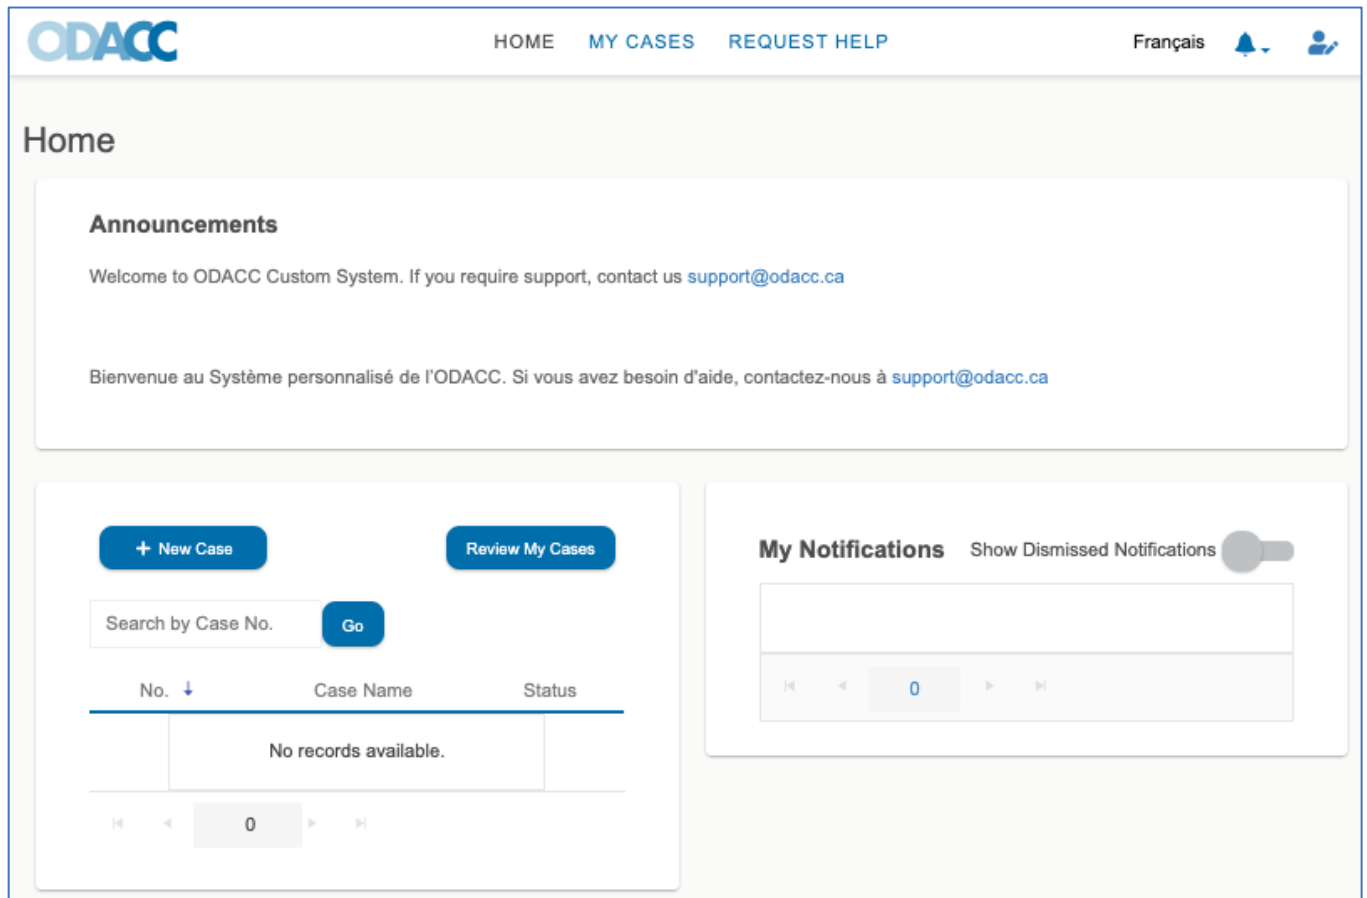 ODACC
HOME MY CASES REQUEST HELP Français
Home
Announcements
Welcome to ODACC Custom System. If you require support, contact us support@odacc.ca
Bienvenue au Système personnalisé de l'ODACC. Si vous avez besoin d'aide, contactez-nous à support@odacc.ca
+ New Case
Review My Cases
Search by Case No.
Go
No. Case Name Status
No records available.
0
My Notifications Show Dismissed Notifications
0